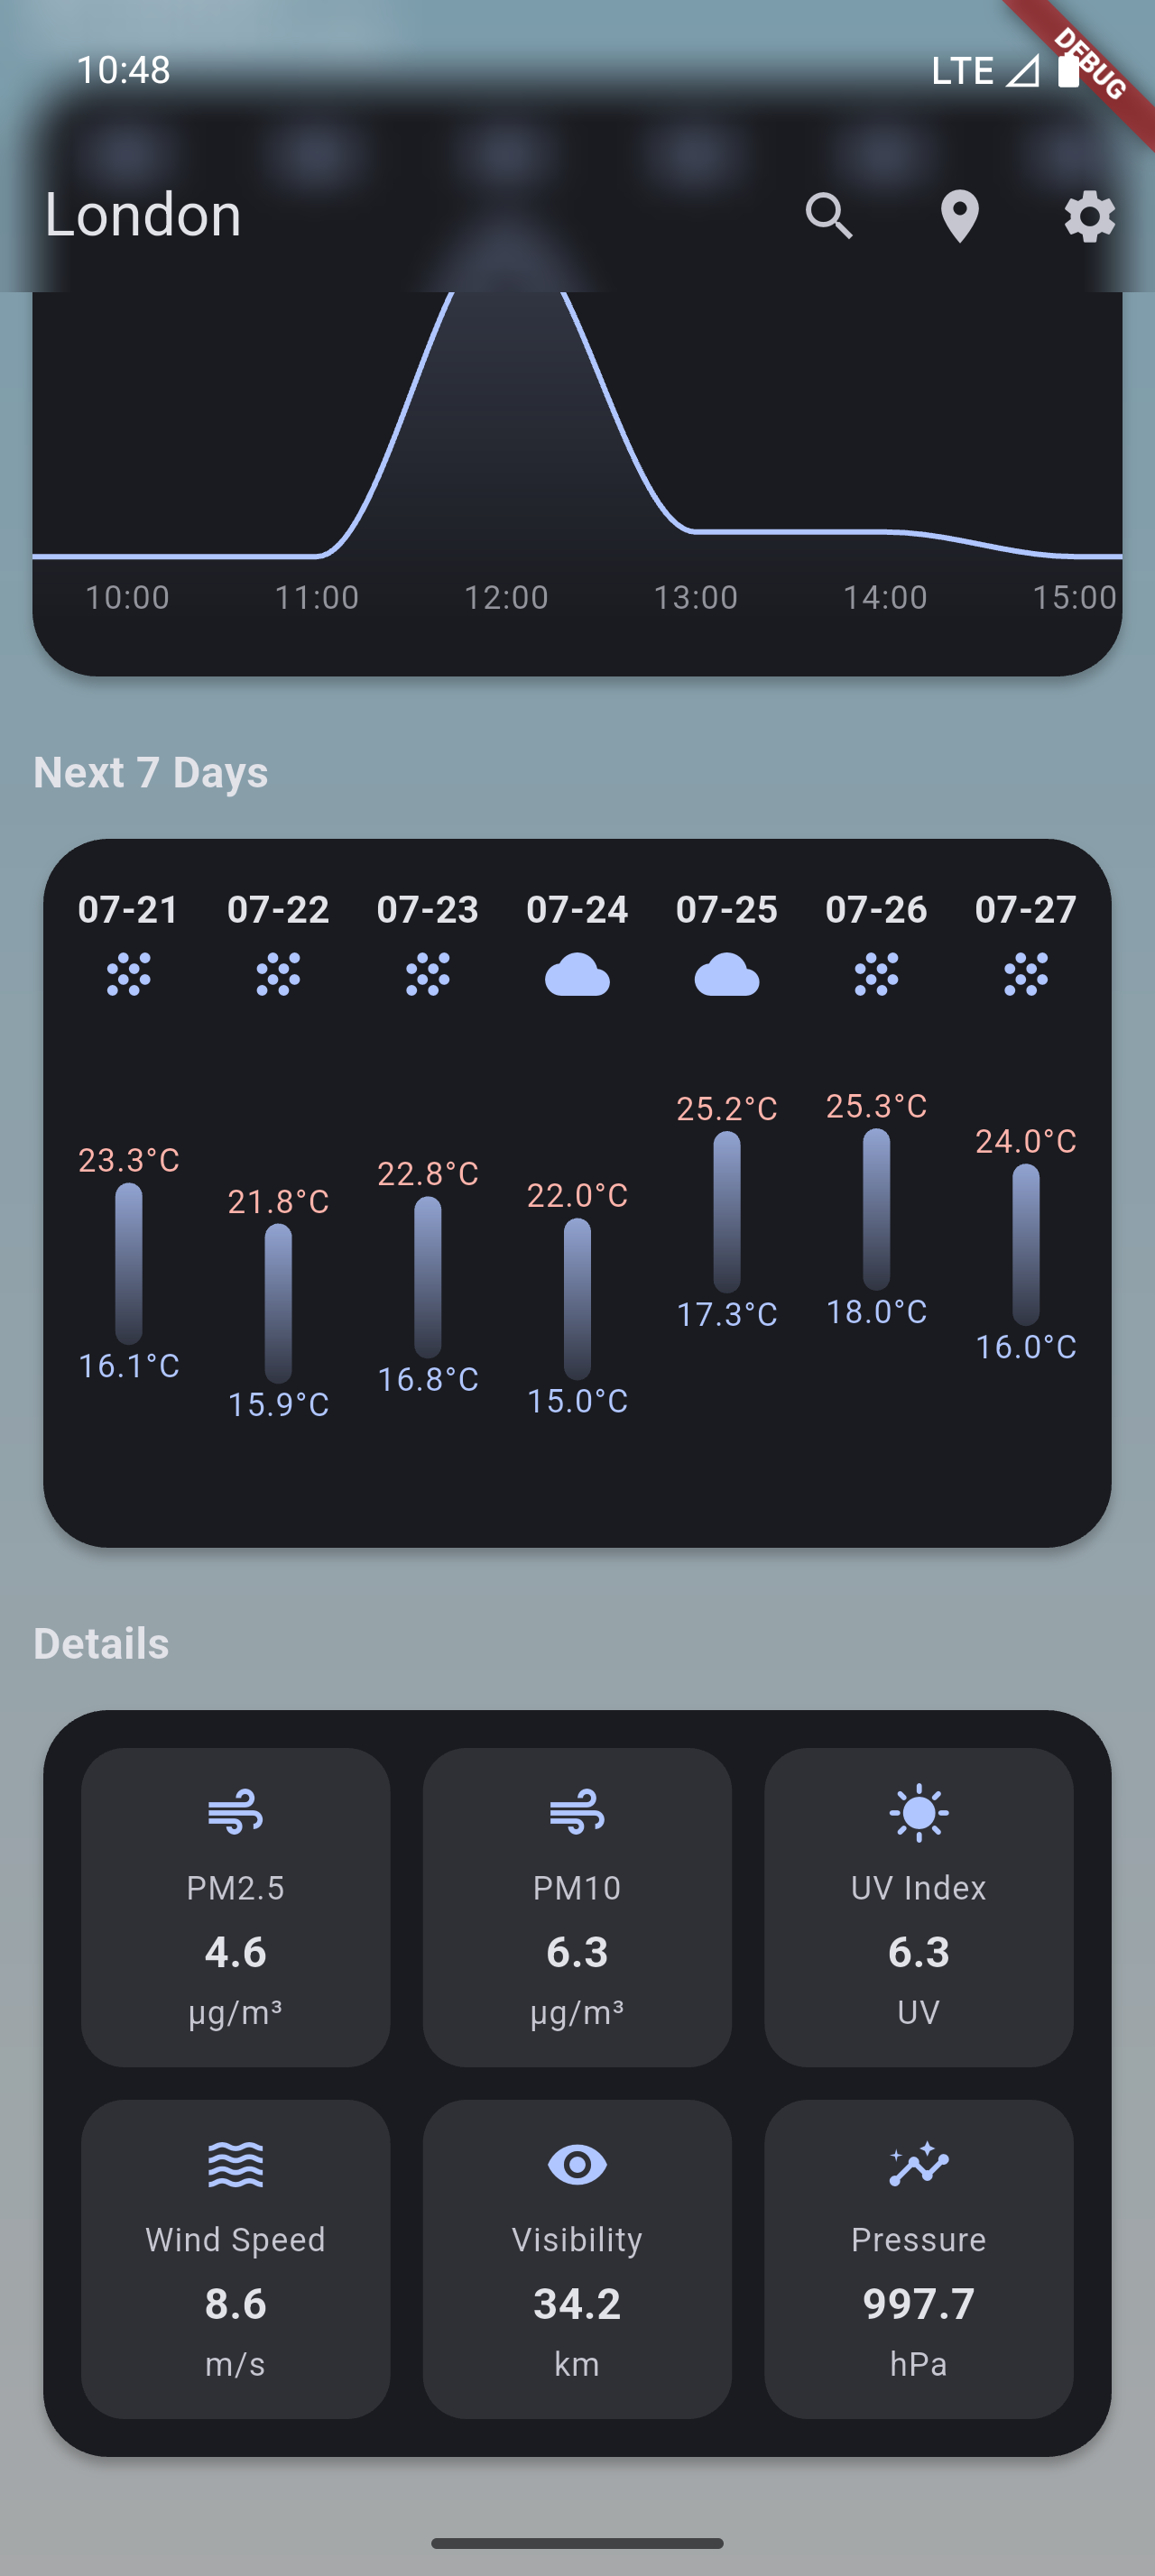 10:48
LTE
DEBUG
London
10:00 11:00 12:00 13:00 14:00 15:00
Next 7 Days
07-21 07-22 07-23 07-24 07-25 07-26 07-27
23.3°C 21.8°C 22.8°C 22.0°C 25.2°C 25.3°C 24.0°C
16.1°C 15.9°C 16.8°C 15.0°C 17.3°C 18.0°C 16.0°C
Details
PM2.5 PM10 UV Index
4.6 6.3 6.3
µg/m³ µg/m³ UV
Wind Speed Visibility Pressure
8.6 34.2 997.7
m/s km hPa